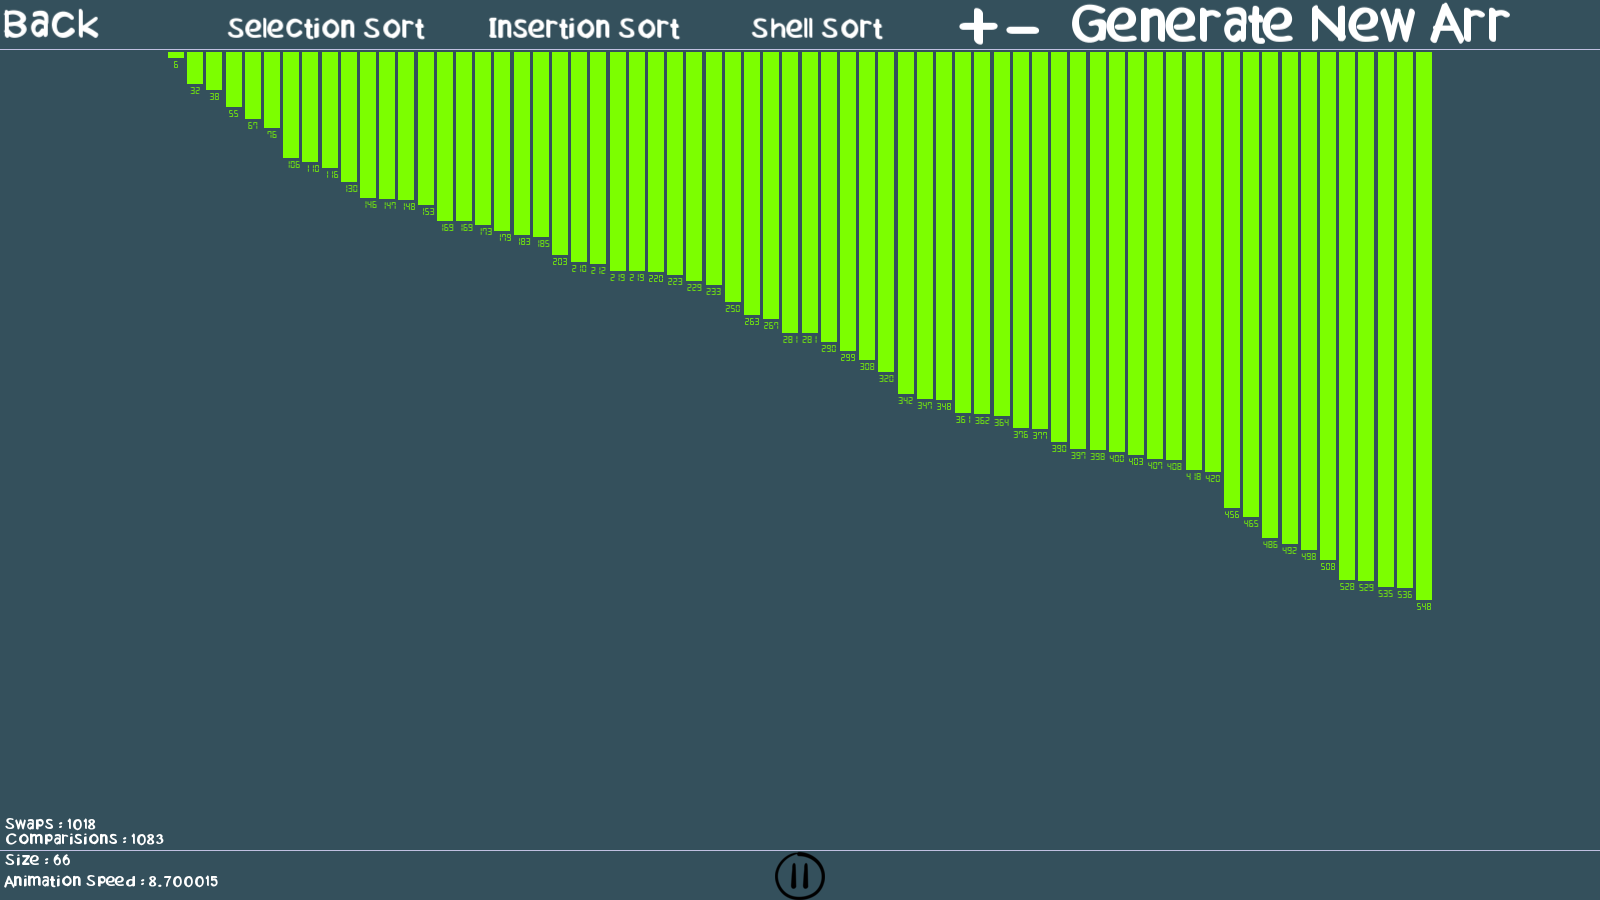 Back Selection Sort Insertion Sort Shell Sort + - Generate New Arr
6 32 38 55 67 76 106 110 116 130 146 147 148 153 169 169 173 179 183 185 203 210 212 219 219 220 223 229 233 250 263 267 281 281 290 299 308 320 342 347 348 361 362 364 376 377 390 397 398 400 403 407 408 418 420 456 465 486 492 498 508 528 529 535 536 548
Swaps : 1018
Comparisions : 1083
Size : 66
Animation Speed : 8.700015